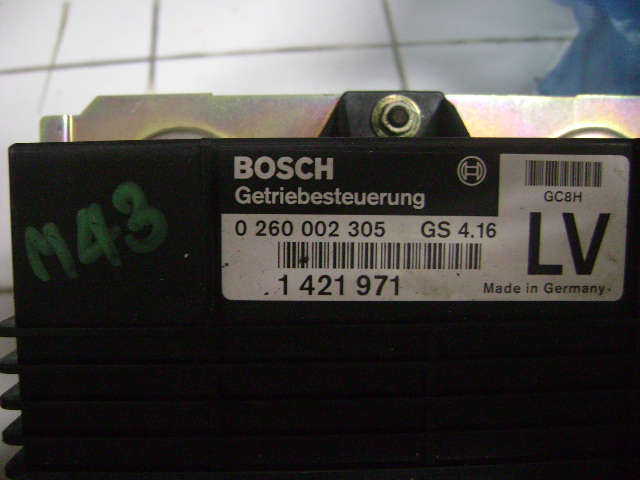 M43
BOSCH
Getriebesteuerung
0 260 002 305 GS 4.16
1 421 971
GC8H
LV
Made in Germany